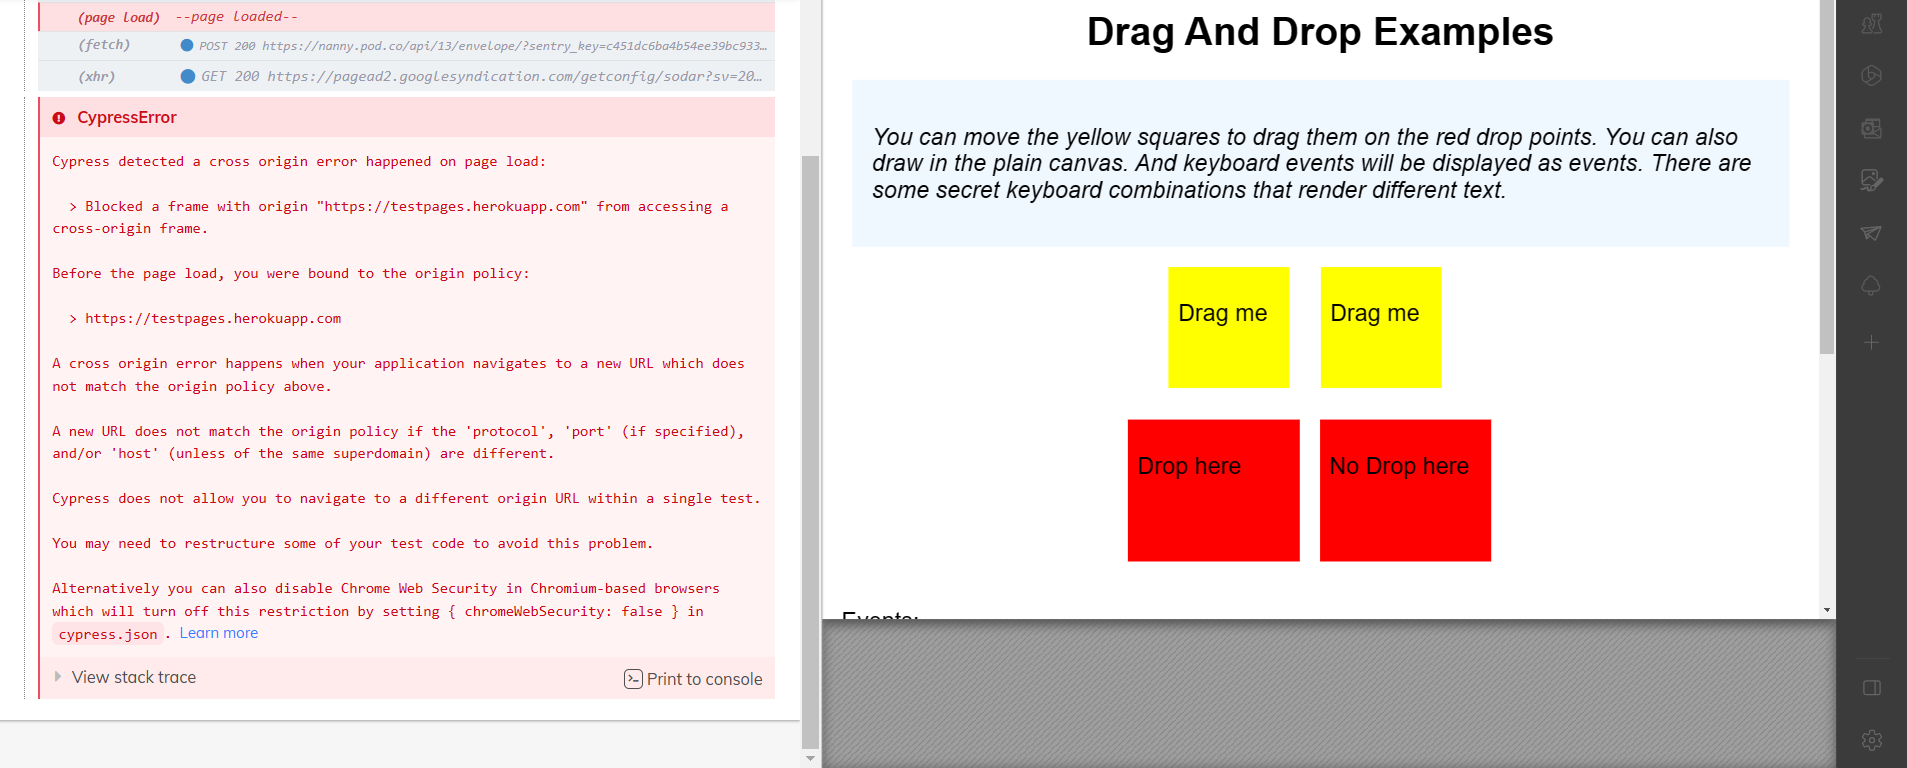 (page load) --page loaded--
(fetch) POST 200 https://nanny.pod.co/api/13/envelope/?sentry_key=c451dc6ba4b54ee39bc933…
(xhr) GET 200 https://pagead2.googlesyndication.com/getconfig/sodar?sv=20…
CypressError
Cypress detected a cross origin error happened on page load:
> Blocked a frame with origin "https://testpages.herokuapp.com" from accessing a
cross-origin frame.
Before the page load, you were bound to the origin policy:
> https://testpages.herokuapp.com
A cross origin error happens when your application navigates to a new URL which does
not match the origin policy above.
A new URL does not match the origin policy if the 'protocol', 'port' (if specified),
and/or 'host' (unless of the same superdomain) are different.
Cypress does not allow you to navigate to a different origin URL within a single test.
You may need to restructure some of your test code to avoid this problem.
Alternatively you can also disable Chrome Web Security in Chromium-based browsers
which will turn off this restriction by setting { chromeWebSecurity: false } in
cypress.json. Learn more
View stack trace
Print to console
Drag And Drop Examples
You can move the yellow squares to drag them on the red drop points. You can also
draw in the plain canvas. And keyboard events will be displayed as events. There are
some secret keyboard combinations that render different text.
Drag me
Drag me
Drop here
No Drop here
Events: